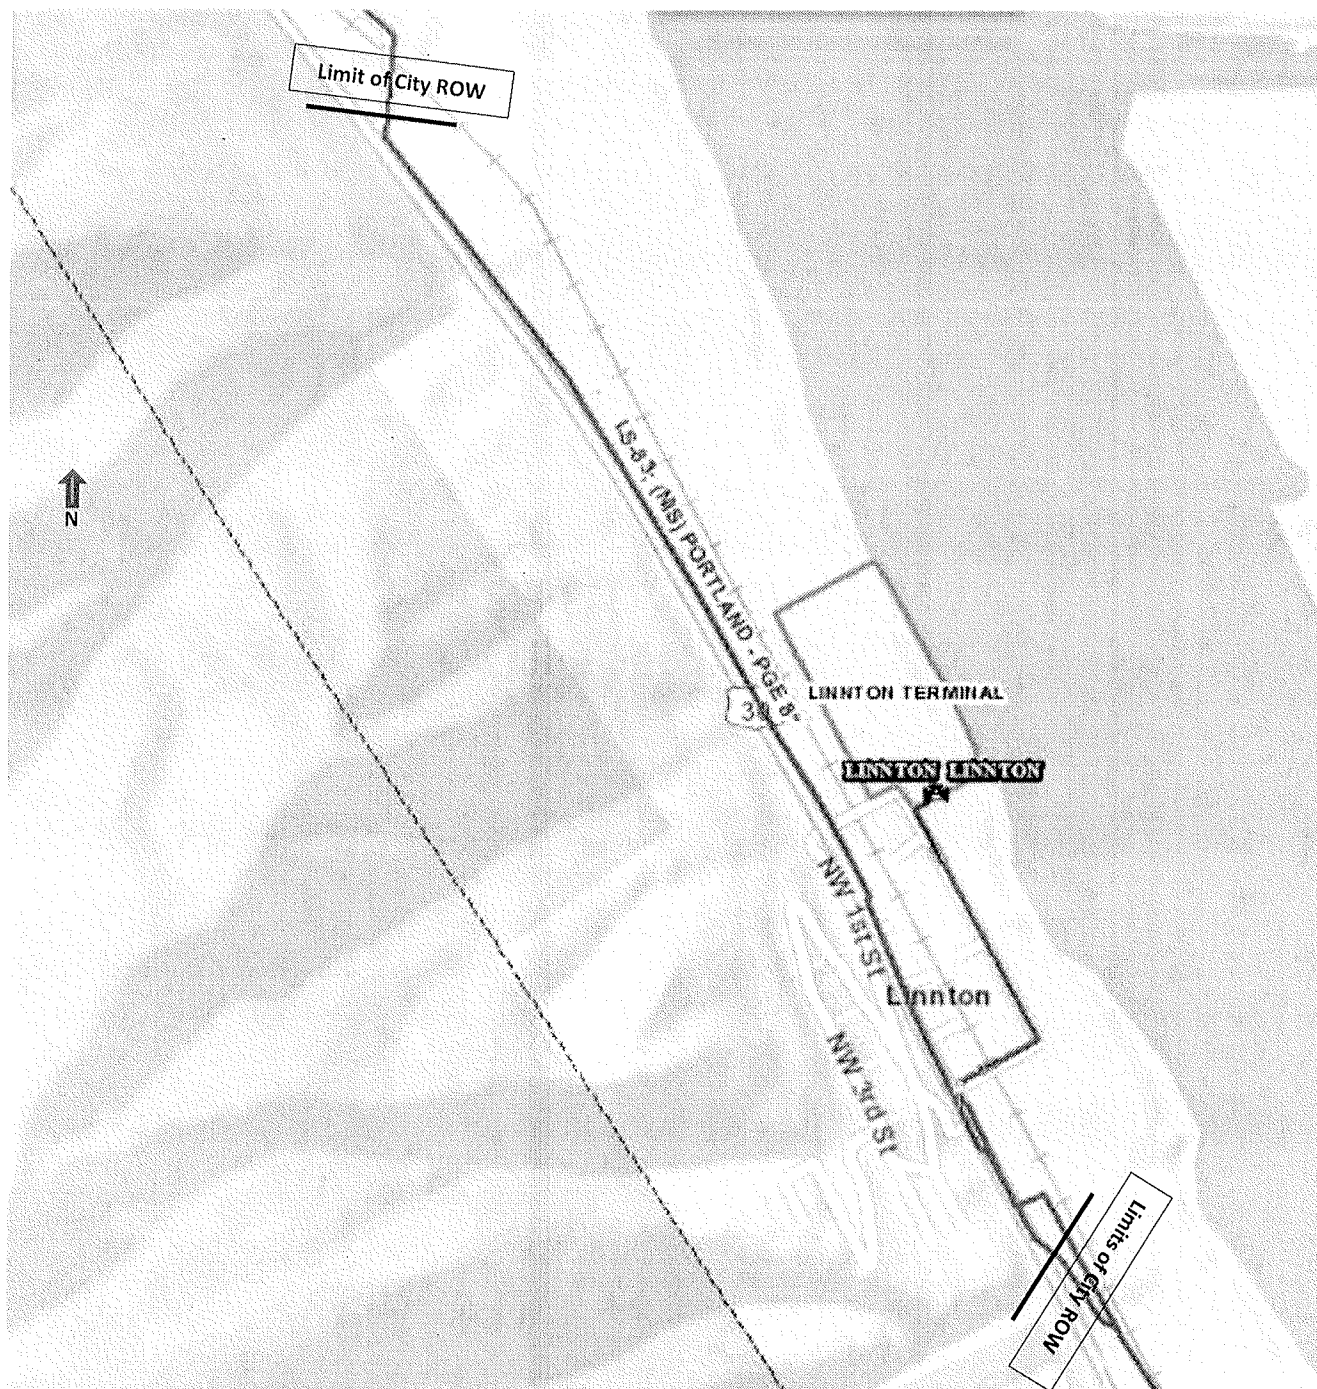 Limit of City ROW
N
LS-63: (MS) PORTLAND - PGE 8"
30
LINNTON TERMINAL
LINNTON LINNTON
NW 1st St
Linnton
NW 3rd St
Limits of City ROW